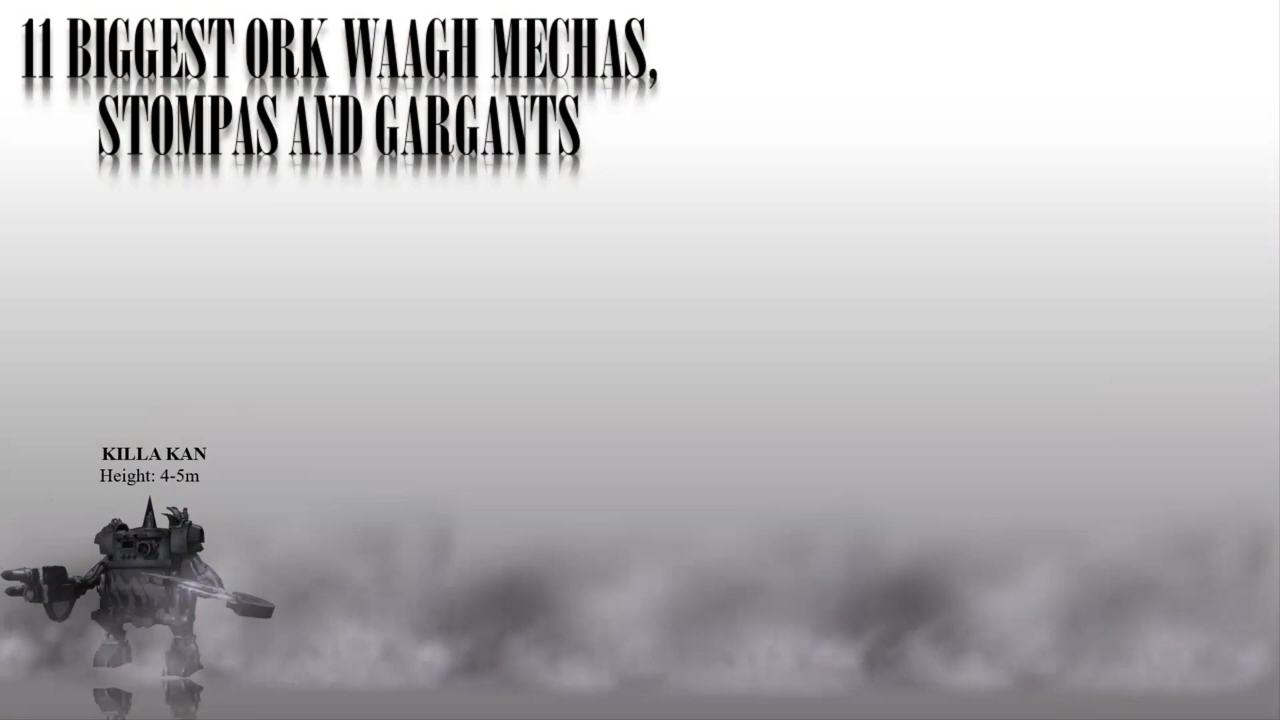 11 BIGGEST ORK WAAGH MECHAS,
STOMPAS AND GARGANTS
KILLA KAN
Height: 4-5m